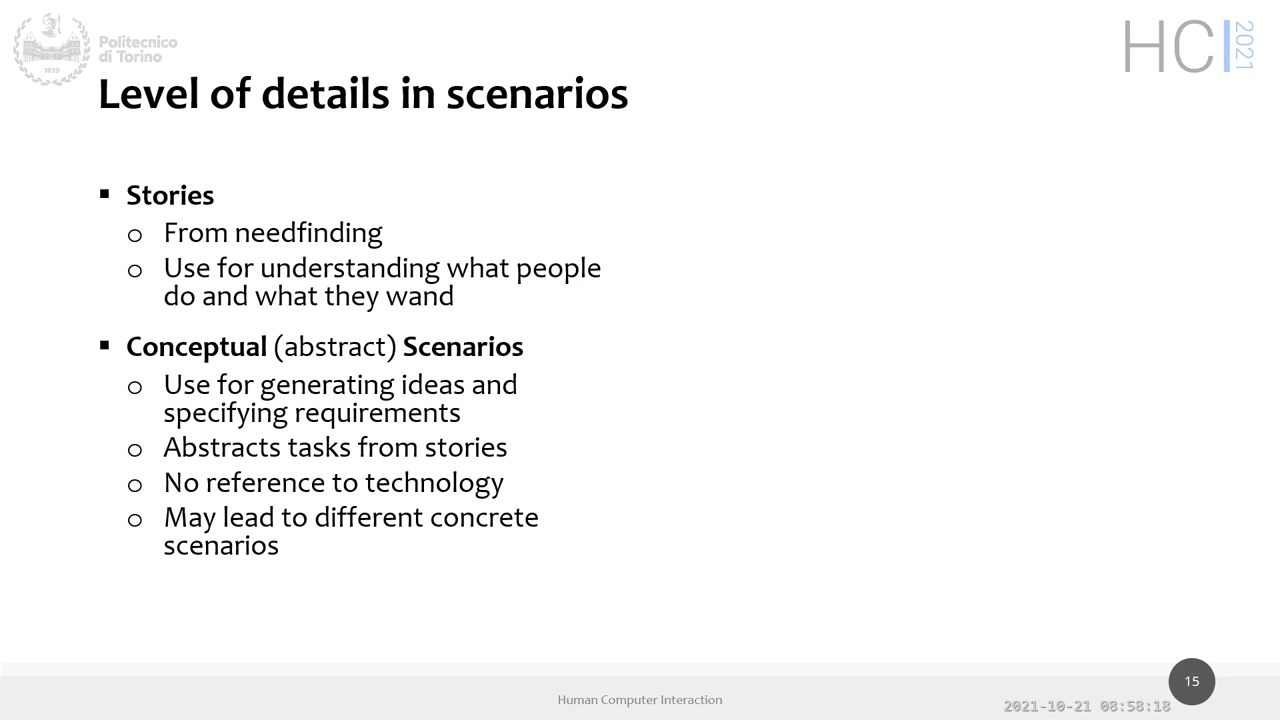 Politecnico
di Torino
1859
HCI
2021
Level of details in scenarios
▪ Stories
o From needfinding
o Use for understanding what people
do and what they wand
▪ Conceptual (abstract) Scenarios
o Use for generating ideas and
specifying requirements
o Abstracts tasks from stories
o No reference to technology
o May lead to different concrete
scenarios
Human Computer Interaction
15
2021-10-21 08:58:18